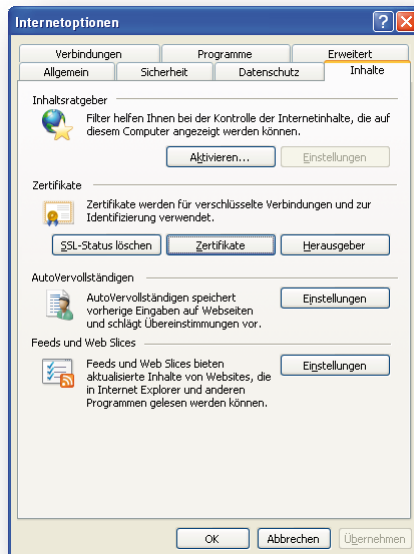 Internetoptionen
Verbindungen Programme Erweitert
Allgemein Sicherheit Datenschutz Inhalte
Inhaltsratgeber
Filter helfen Ihnen bei der Kontrolle der Internetinhalte, die auf
diesem Computer angezeigt werden können.
Aktivieren... Einstellungen
Zertifikate
Zertifikate werden für verschlüsselte Verbindungen und zur
Identifizierung verwendet.
SSL-Status löschen Zertifikate Herausgeber
AutoVervollständigen
AutoVervollständigen speichert
vorherige Eingaben auf Webseiten
und schlägt Übereinstimmungen vor.
Einstellungen
Feeds und Web Slices
Feeds und Web Slices bieten
aktualisierte Inhalte von Websites, die
in Internet Explorer und anderen
Programmen gelesen werden können.
Einstellungen
OK Abbrechen Übernehmen